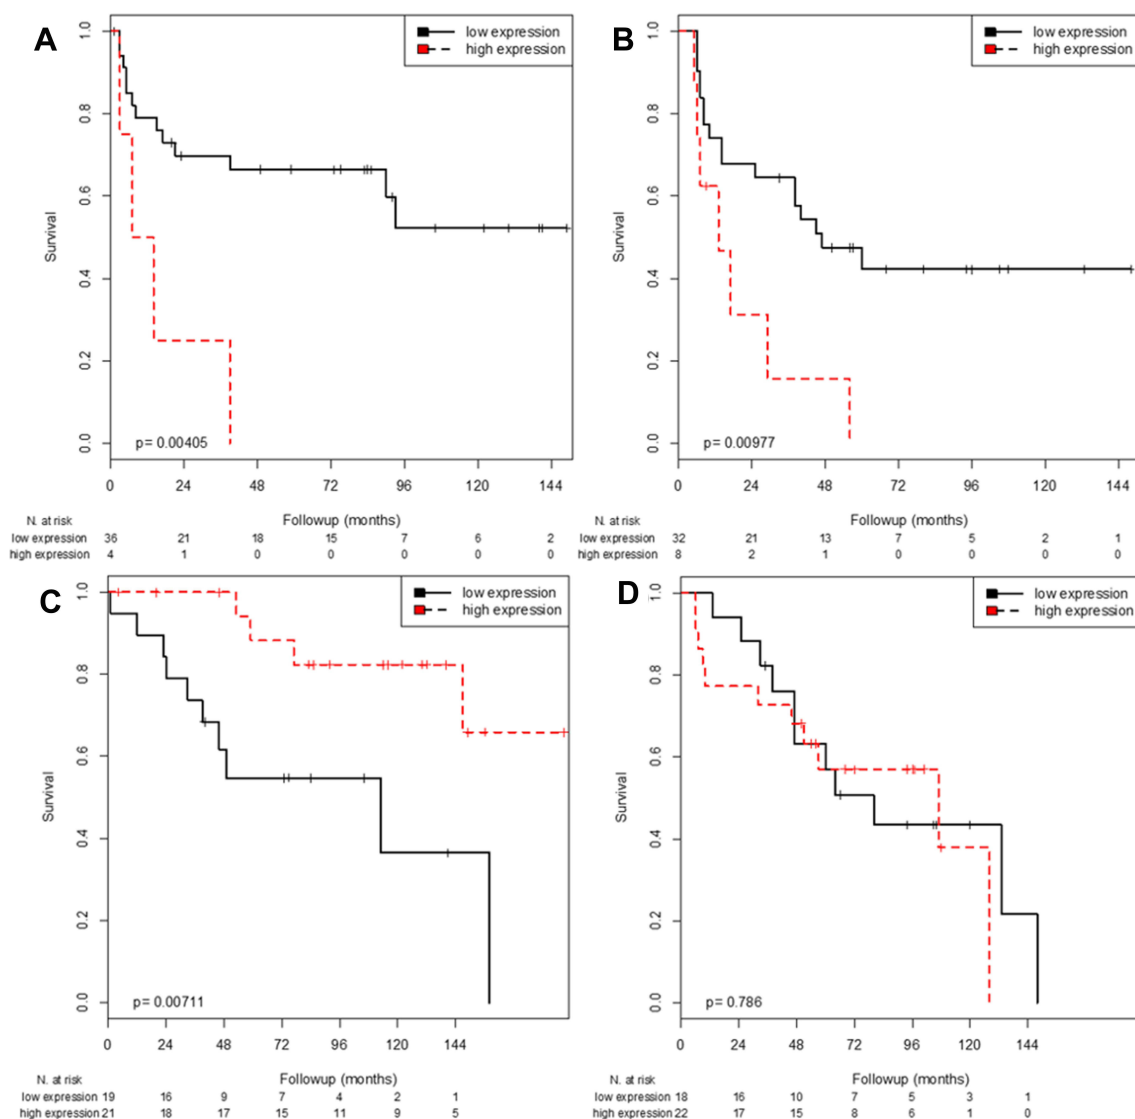 A
low expression
high expression
1.0
0.8
0.6
0.4
0.2
0.0
Survival
p= 0.00405
0 24 48 72 96 120 144
Followup (months)
N. at risk
low expression 36 21 18 15 7 6 2
high expression 4 1 0 0 0 0 0
B
low expression
high expression
1.0
0.8
0.6
0.4
0.2
0.0
Survival
p= 0.00977
0 24 48 72 96 120 144
Followup (months)
N. at risk
low expression 32 21 13 7 5 2 1
high expression 8 2 1 0 0 0 0
C
low expression
high expression
1.0
0.8
0.6
0.4
0.2
0.0
Survival
p= 0.00711
0 24 48 72 96 120 144
Followup (months)
N. at risk
low expression 19 16 9 7 4 2 1
high expression 21 18 17 15 11 9 5
D
low expression
high expression
1.0
0.8
0.6
0.4
0.2
0.0
Survival
p= 0.786
0 24 48 72 96 120 144
Followup (months)
N. at risk
low expression 18 16 10 7 5 3 1
high expression 22 17 15 8 6 1 0